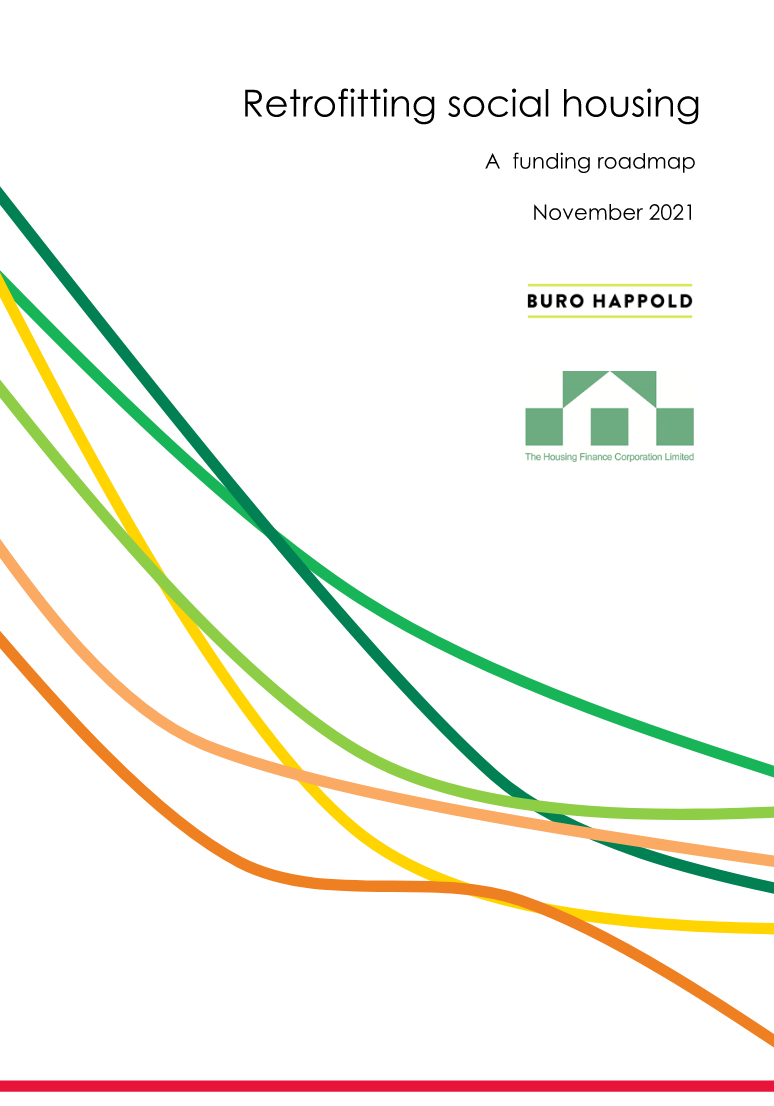 Retrofitting social housing
A funding roadmap
November 2021
BURO HAPPOLD
The Housing Finance Corporation Limited